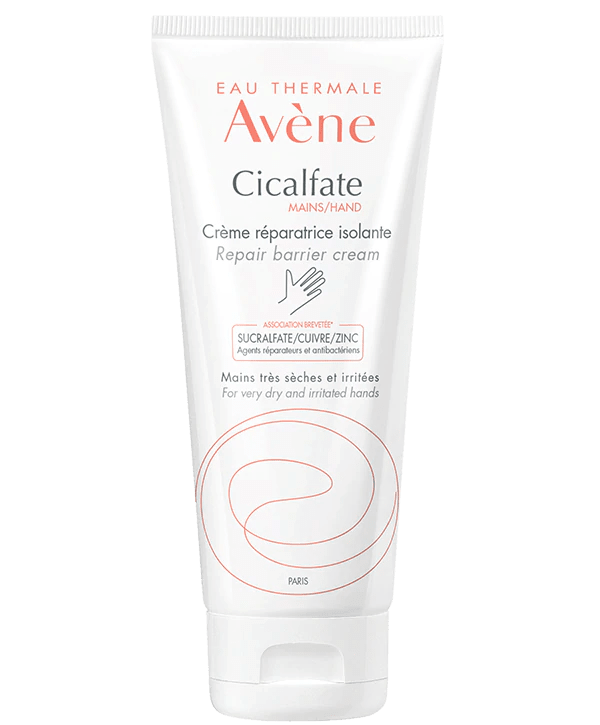 EAU THERMALE
Avène
Cicalfate
MAINS/HAND
Crème réparatrice isolante
Repair barrier cream
ASSOCIATION BREVETÉE*
SUCRALFATE/CUIVRE/ZINC
Agents réparateurs et antibactériens
Mains très sèches et irritées
For very dry and irritated hands
PARIS